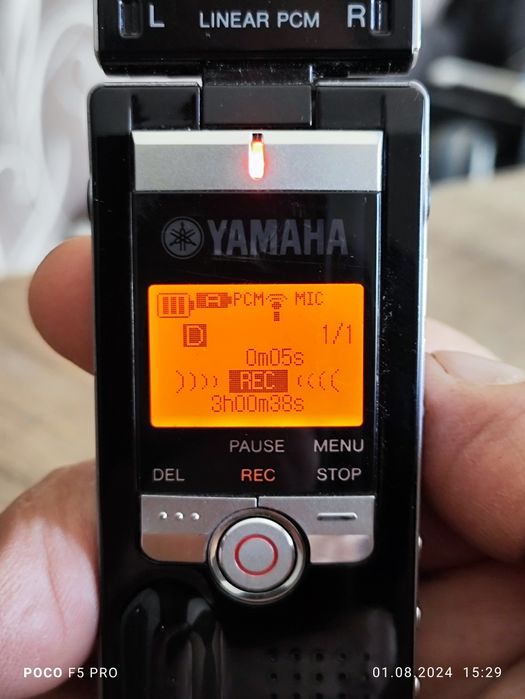 L LINEAR PCM R
YAMAHA
A PCM MIC
D 1/1
0m05s
REC
3h00m38s
PAUSE MENU
DEL REC STOP
POCO F5 PRO 01.08.2024 15:29